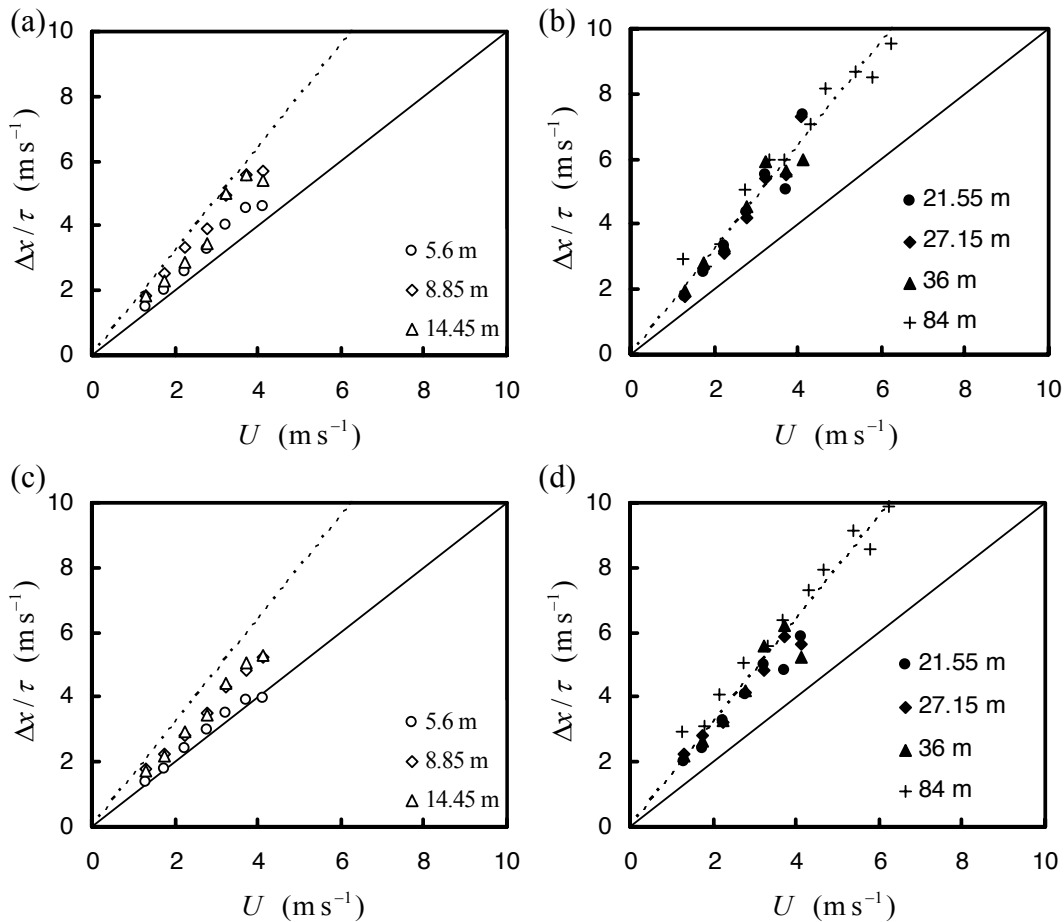 (a)
10
8
6
4
2
0
Δx/τ (m s⁻¹)
5.6 m
8.85 m
14.45 m
0 2 4 6 8 10
U (m s⁻¹)
(b)
10
8
6
4
2
0
Δx/τ (m s⁻¹)
21.55 m
27.15 m
36 m
84 m
0 2 4 6 8 10
U (m s⁻¹)
(c)
10
8
6
4
2
0
Δx/τ (m s⁻¹)
5.6 m
8.85 m
14.45 m
0 2 4 6 8 10
U (m s⁻¹)
(d)
10
8
6
4
2
0
Δx/τ (m s⁻¹)
21.55 m
27.15 m
36 m
84 m
0 2 4 6 8 10
U (m s⁻¹)